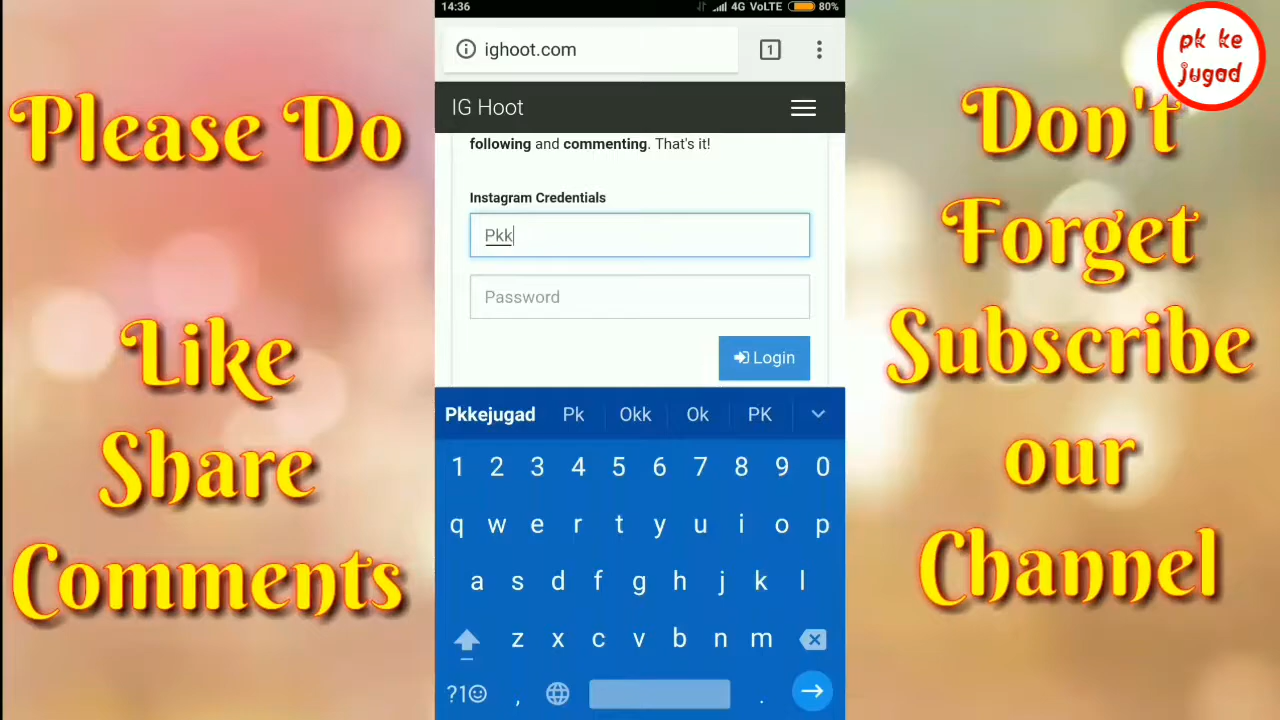 Please Do
Like
Share
Comments
14:36
4G VoLTE
80%
ighoot.com
1
IG Hoot
following and commenting. That's it!
Instagram Credentials
Pkk
Password
Login
Pkkejugad Pk Okk Ok PK
1 2 3 4 5 6 7 8 9 0
q w e r t y u i o p
a s d f g h j k l
z x c v b n m
?1☺ , .
pk ke
jugad
Don't
Forget
Subscribe
our
Channel